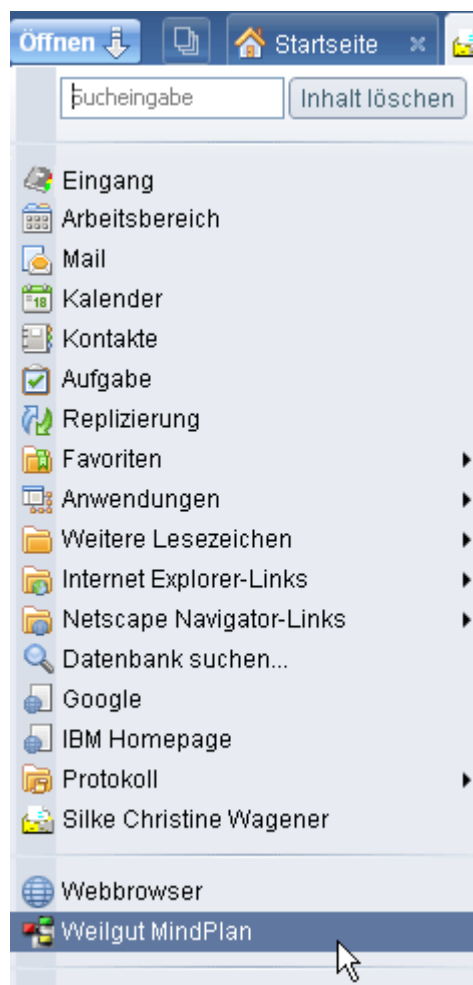 Öffnen
Startseite
Sucheingabe
Inhalt löschen
Eingang
Arbeitsbereich
Mail
18
Kalender
Kontakte
Aufgabe
Replizierung
Favoriten
Anwendungen
Weitere Lesezeichen
Internet Explorer-Links
Netscape Navigator-Links
Datenbank suchen...
Google
IBM Homepage
Protokoll
Silke Christine Wagener
Webbrowser
Weilgut MindPlan